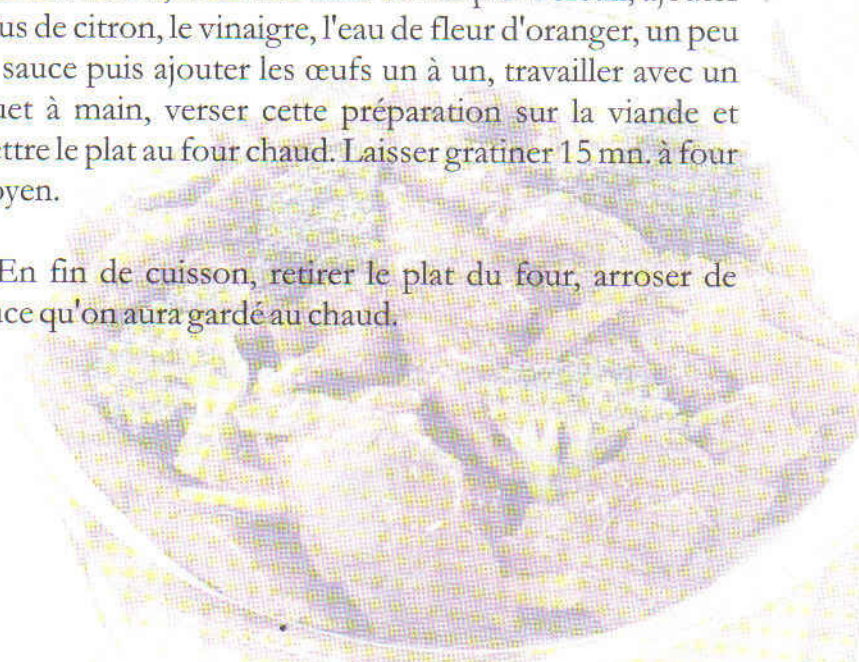 us de citron, le vinaigre, l'eau de fleur d'oranger, un peu
sauce puis ajouter les œufs un à un, travailler avec un
uet à main, verser cette préparation sur la viande et
ettre le plat au four chaud. Laisser gratiner 15 mn. à four
oyen.
En fin de cuisson, retirer le plat du four, arroser de
uce qu'on aura gardé au chaud.